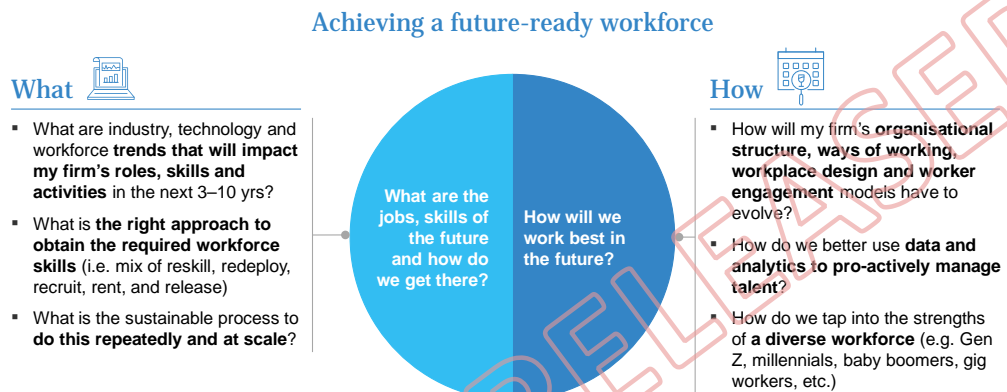 Achieving a future-ready workforce
What
▪ What are industry, technology and
workforce trends that will impact
my firm's roles, skills and
activities in the next 3–10 yrs?
▪ What is the right approach to
obtain the required workforce
skills (i.e. mix of reskill, redeploy,
recruit, rent, and release)
▪ What is the sustainable process to
do this repeatedly and at scale?
What are the
jobs, skills of
the future
and how do
we get there?
How will we
work best in
the future?
How
▪ How will my firm's organisational
structure, ways of working,
workplace design and worker
engagement models have to
evolve?
▪ How do we better use data and
analytics to pro-actively manage
talent?
▪ How do we tap into the strengths
of a diverse workforce (e.g. Gen
Z, millennials, baby boomers, gig
workers, etc.)
RELEASED